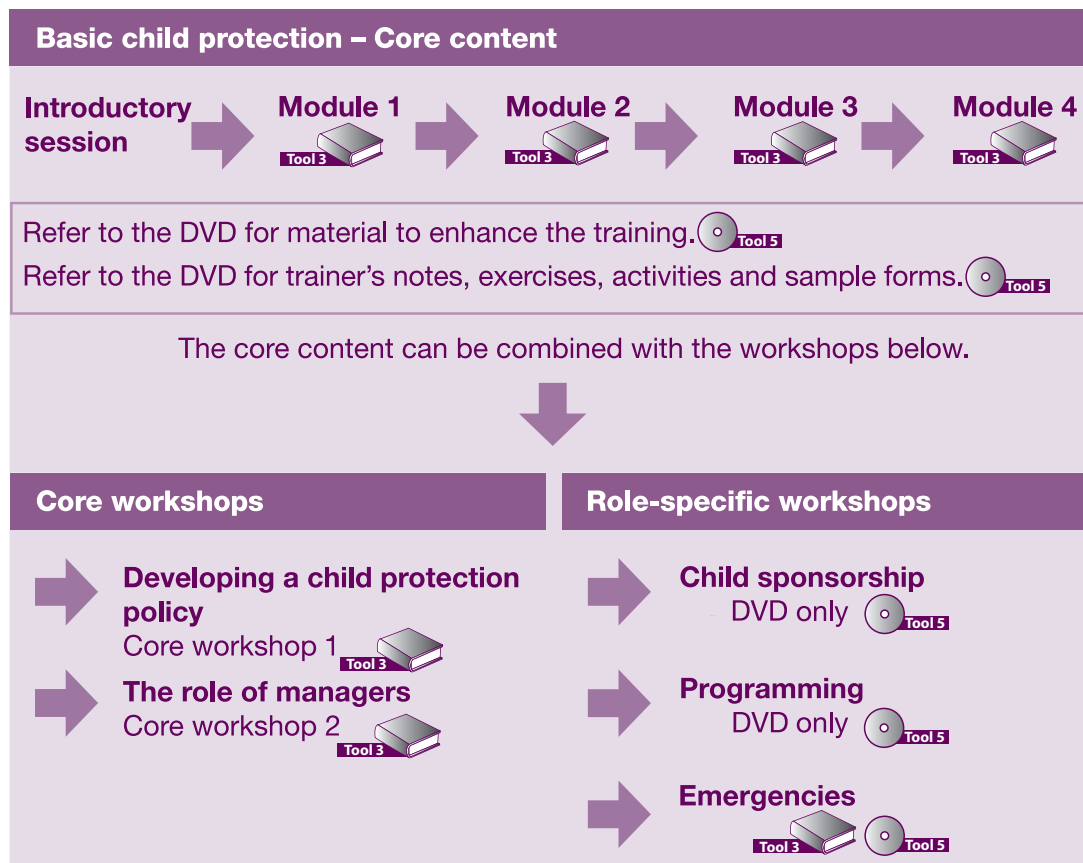 Basic child protection – Core content
Introductory
session
Module 1
Tool 3
Module 2
Tool 3
Module 3
Tool 3
Module 4
Tool 3
Refer to the DVD for material to enhance the training.
Tool 5
Refer to the DVD for trainer's notes, exercises, activities and sample forms.
Tool 5
The core content can be combined with the workshops below.
Core workshops
Developing a child protection
policy
Core workshop 1
Tool 3
The role of managers
Core workshop 2
Tool 3
Role-specific workshops
Child sponsorship
DVD only
Tool 5
Programming
DVD only
Tool 5
Emergencies
Tool 3
Tool 5